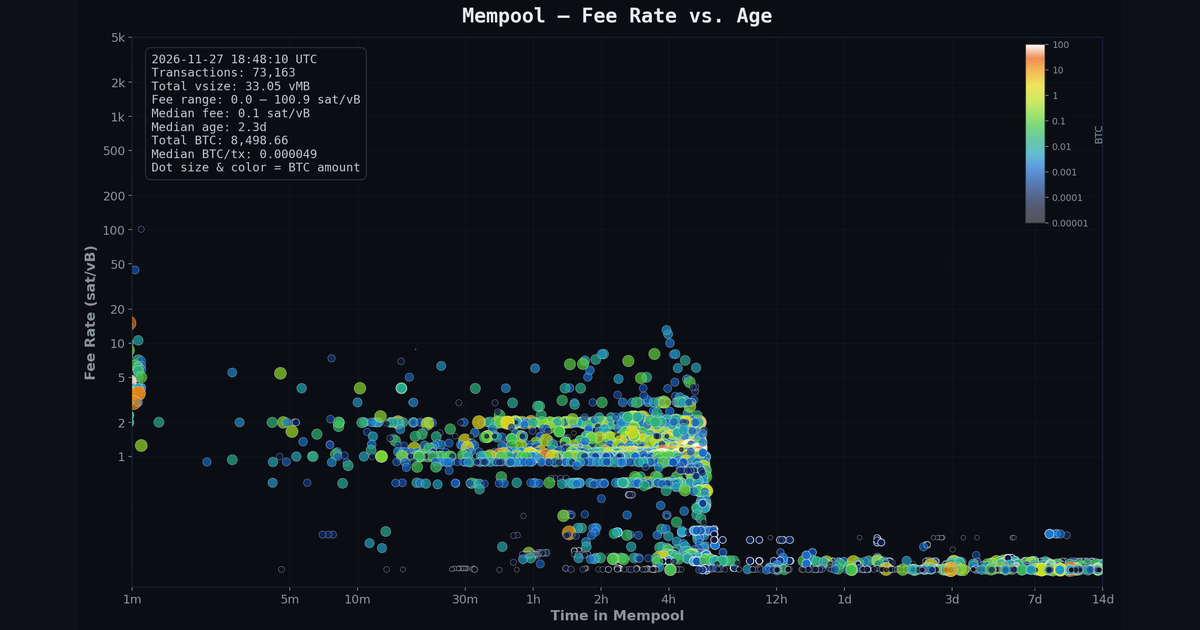 Mempool — Fee Rate vs. Age
2026-11-27 18:48:10 UTC
Transactions: 73,163
Total vsize: 33.05 vMB
Fee range: 0.0 – 100.9 sat/vB
Median fee: 0.1 sat/vB
Median age: 2.3d
Total BTC: 8,498.66
Median BTC/tx: 0.000049
Dot size & color = BTC amount
5k
2k
1k
500
200
100
50
20
10
5
2
1
Fee Rate (sat/vB)
100
10
1
0.1
0.01
0.001
0.0001
0.00001
BTC
1m
5m
10m
30m
1h
2h
4h
12h
1d
3d
7d
14d
Time in Mempool